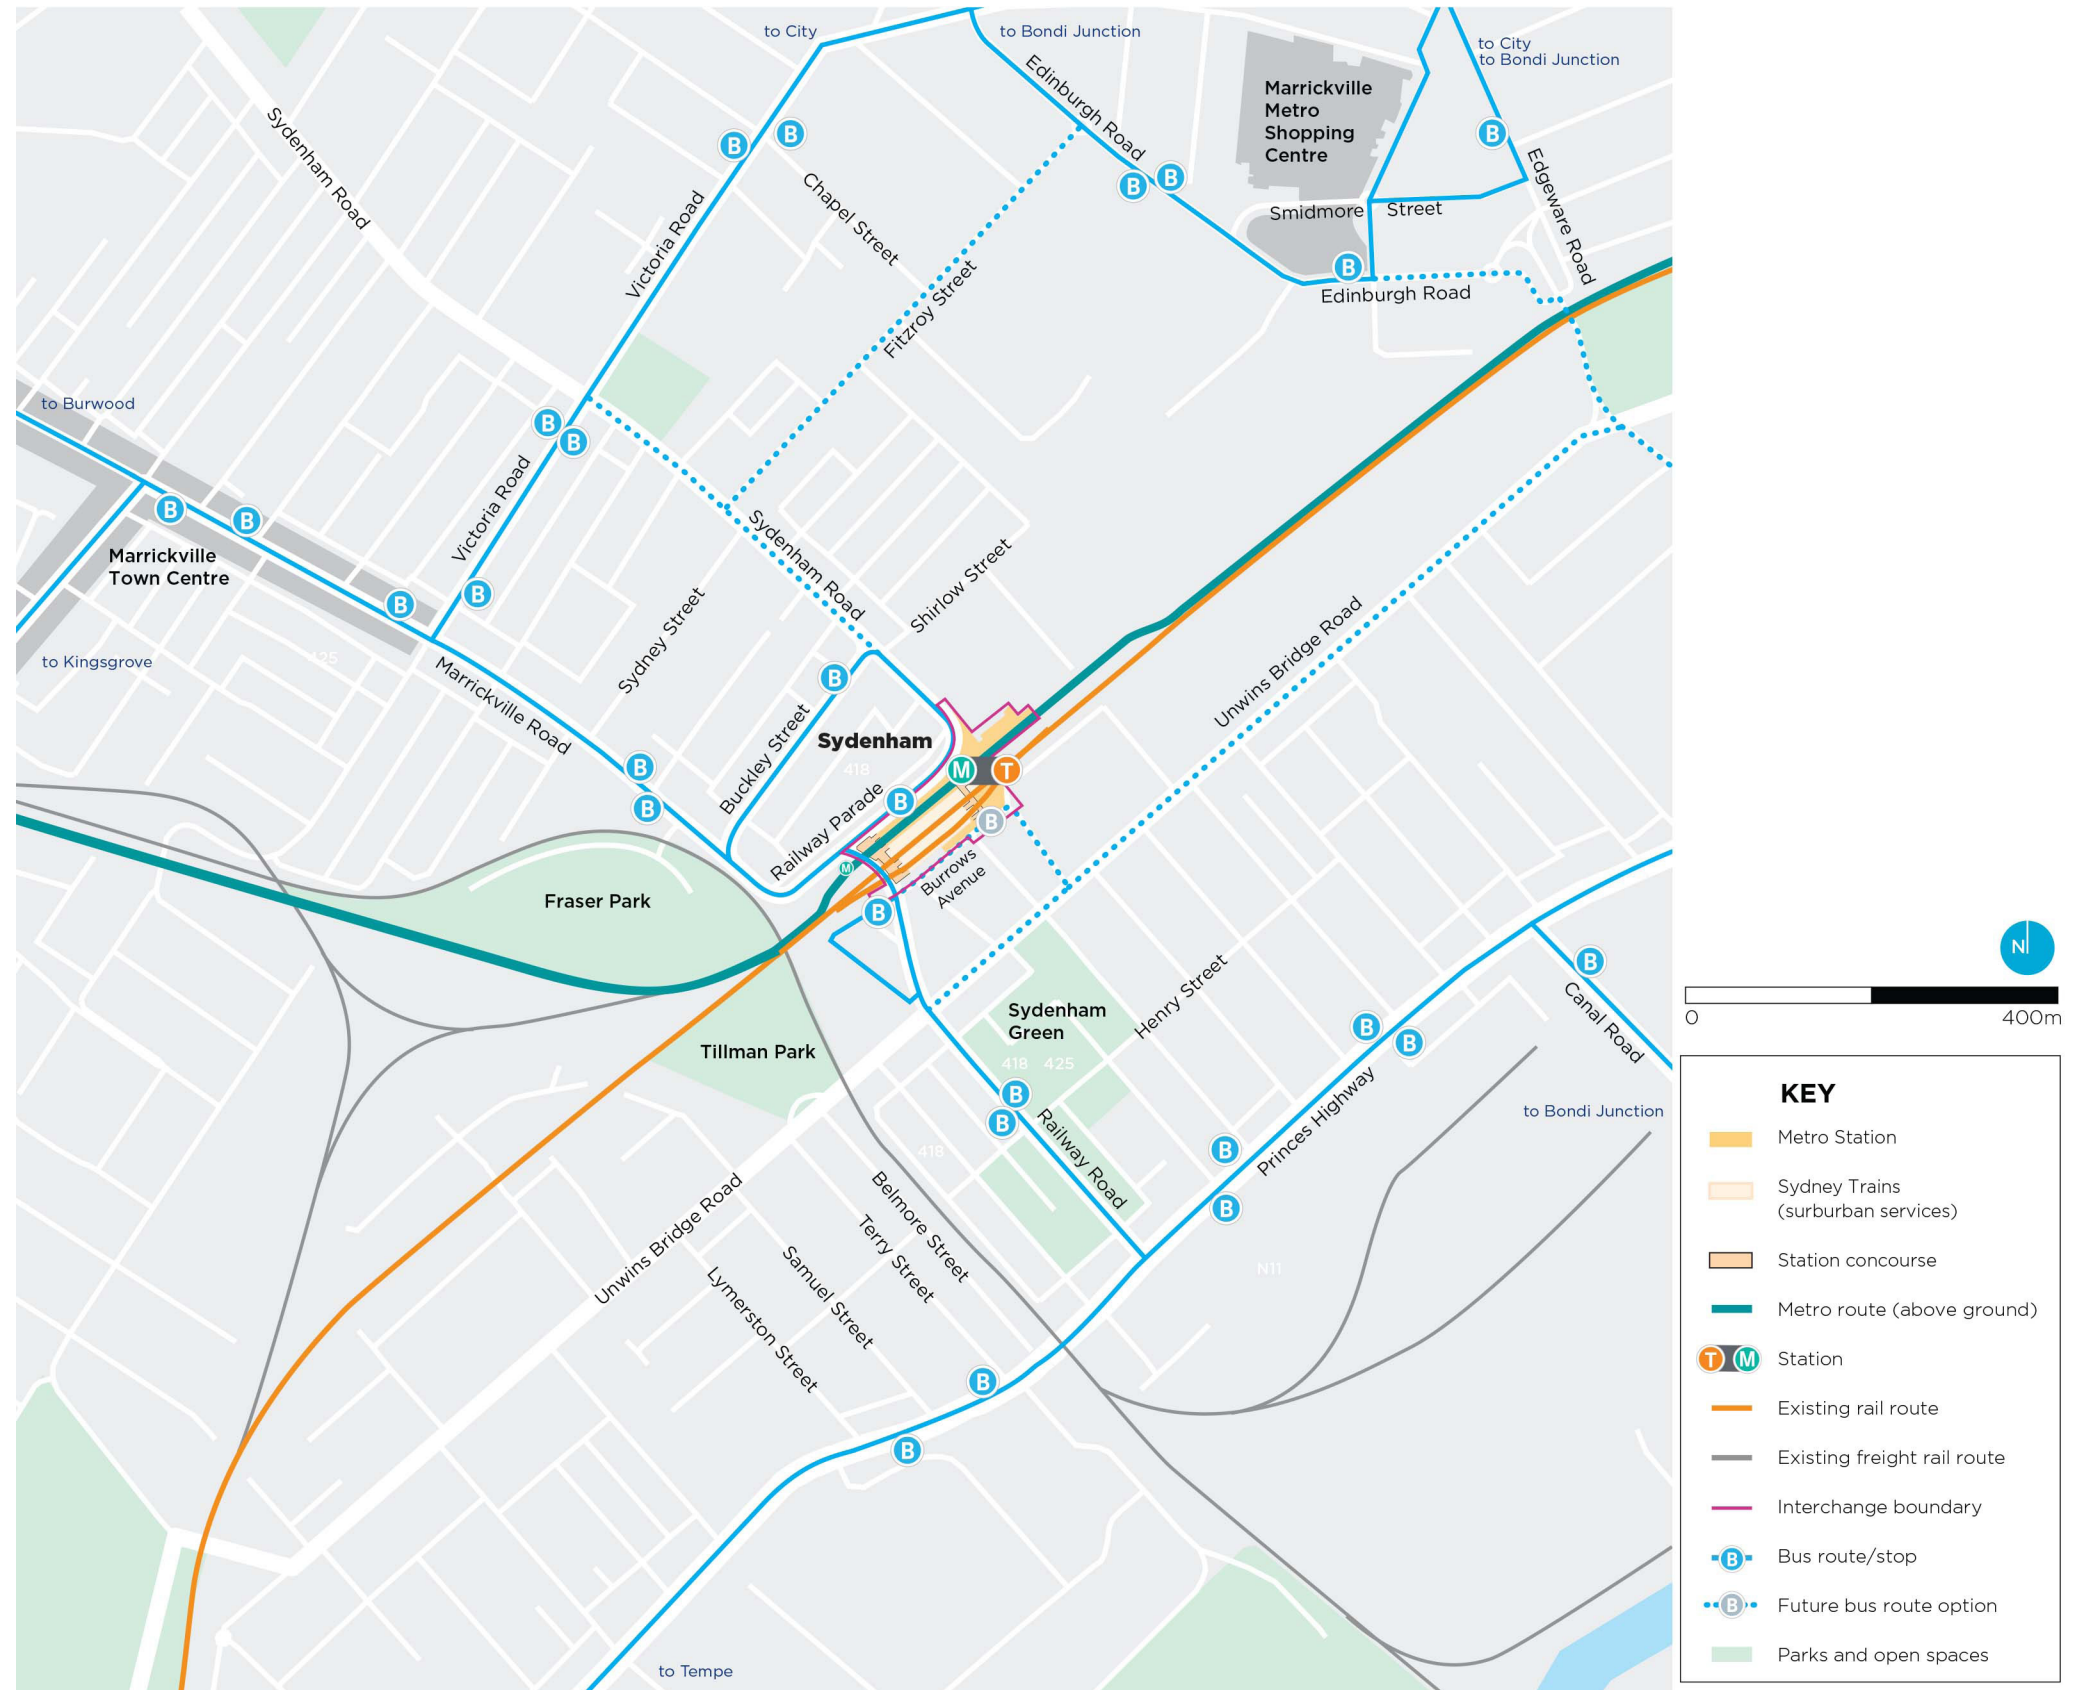 to City
to Bondi Junction
to City
to Bondi Junction
Edinburgh Road
Marrickville
Metro
Shopping
Centre
Sydenham Road
B
B
B
Chapel Street
Edgeware Road
B
B
Victoria Road
Smidmore Street
Fitzroy Street
B
Edinburgh Road
to Burwood
B
B
Victoria Road
B
B
Marrickville
Town Centre
Sydenham Road
Shirlow Street
B
B
Sydney Street
Unwins Bridge Road
425
to Kingsgrove
Marrickville Road
B
Buckley Street
Sydenham
418
M
T
B
B
B
Railway Parade
B
M
Burrows
Avenue
Fraser Park
B
Henry Street
B
Canal Road
Sydenham
Green
B
B
Tillman Park
418 425
B
B
Railway Road
Princes Highway
to Bondi Junction
418
B
B
Belmore Street
Unwins Bridge Road
Terry Street
Samuel Street
Lymerston Street
N11
B
B
to Tempe
N
0 400m
KEY
Metro Station
Sydney Trains
(surburban services)
Station concourse
Metro route (above ground)
T M Station
Existing rail route
Existing freight rail route
Interchange boundary
B Bus route/stop
B Future bus route option
Parks and open spaces